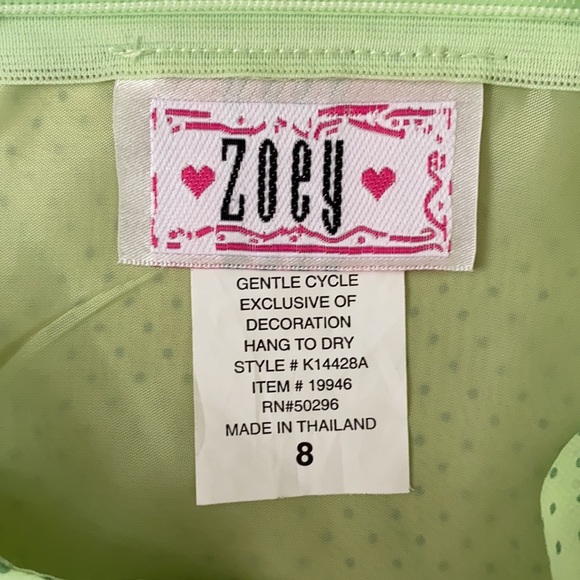 Zoey
GENTLE CYCLE
EXCLUSIVE OF
DECORATION
HANG TO DRY
STYLE # K14428A
ITEM # 19946
RN#50296
MADE IN THAILAND
8